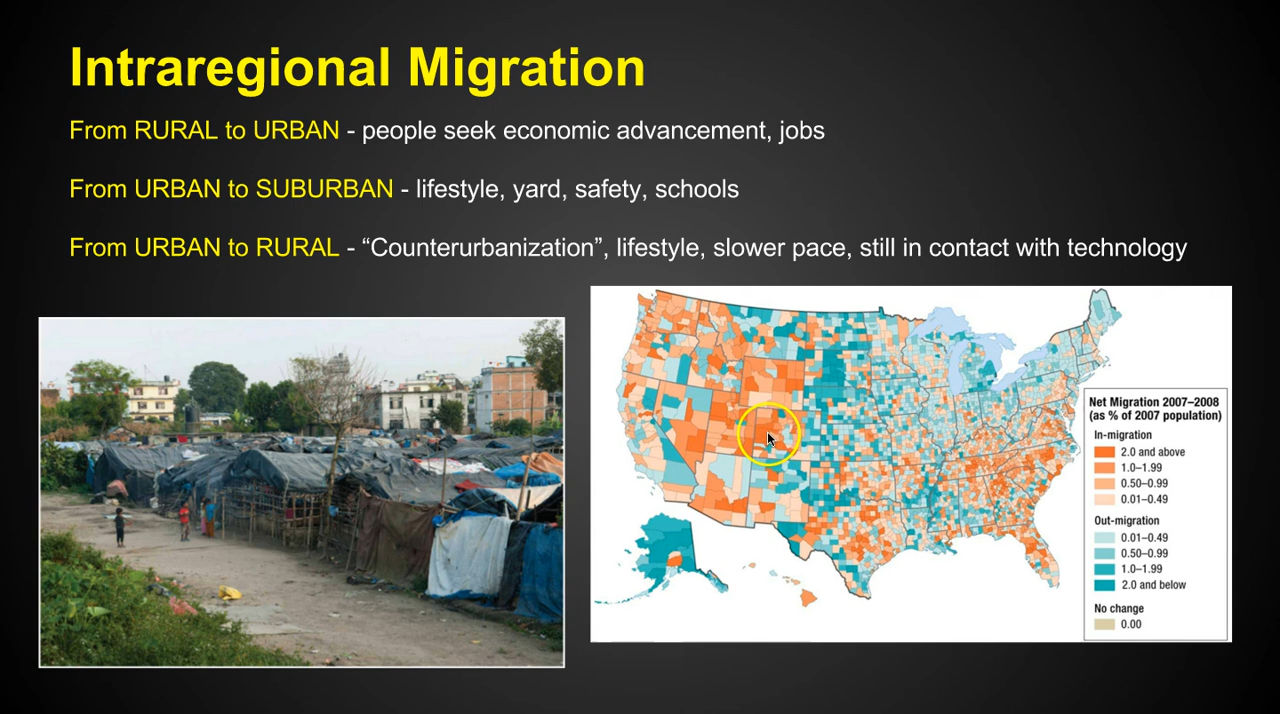 Intraregional Migration
From RURAL to URBAN - people seek economic advancement, jobs
From URBAN to SUBURBAN - lifestyle, yard, safety, schools
From URBAN to RURAL - “Counterurbanization”, lifestyle, slower pace, still in contact with technology
Net Migration 2007–2008
(as % of 2007 population)
In-migration
2.0 and above
1.0–1.99
0.50–0.99
0.01–0.49
Out-migration
0.01–0.49
0.50–0.99
1.0–1.99
2.0 and below
No change
0.00